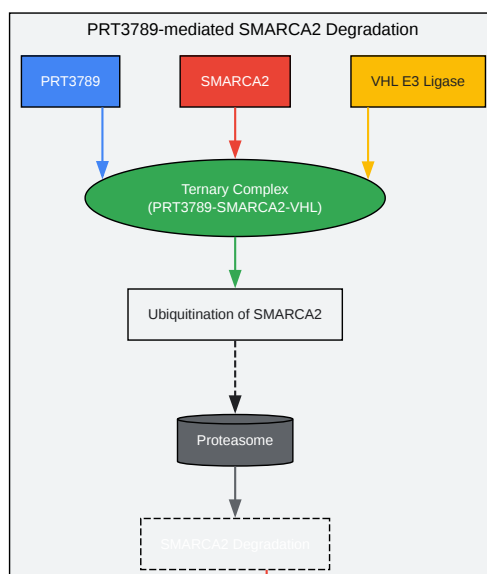 PRT3789-mediated SMARCA2 Degradation
PRT3789
SMARCA2
VHL E3 Ligase
Ternary Complex
(PRT3789-SMARCA2-VHL)
Ubiquitination of SMARCA2
Proteasome
SMARCA2 Degradation